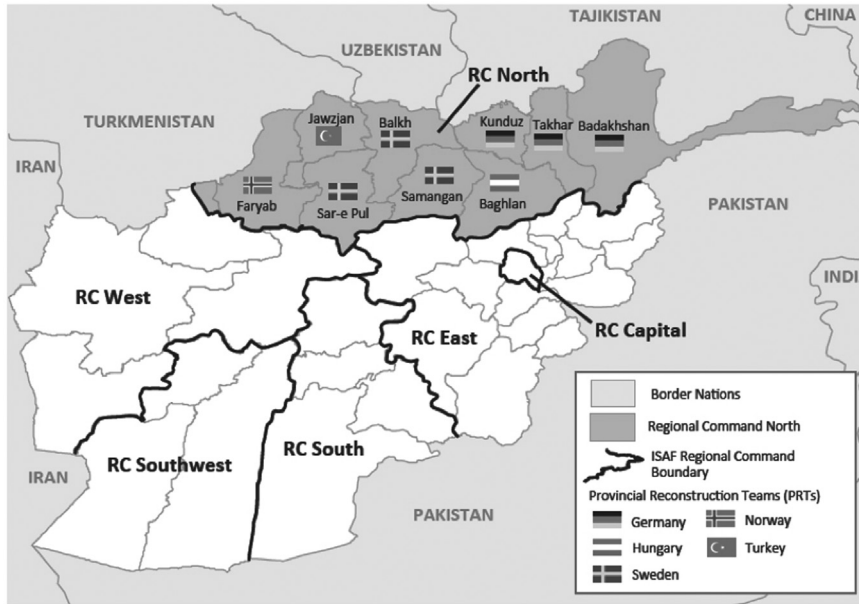 TAJIKISTAN
CHINA
UZBEKISTAN
RC North
TURKMENISTAN
Jawzjan
Balkh
Kunduz
Takhar
Badakhshan
IRAN
Faryab
Sar-e Pul
Samangan
Baghlan
PAKISTAN
INDI
RC West
RC East
RC Capital
RC Southwest
RC South
IRAN
PAKISTAN
Border Nations
Regional Command North
ISAF Regional Command
Boundary
Provincial Reconstruction Teams (PRTs)
Germany
Norway
Hungary
Turkey
Sweden